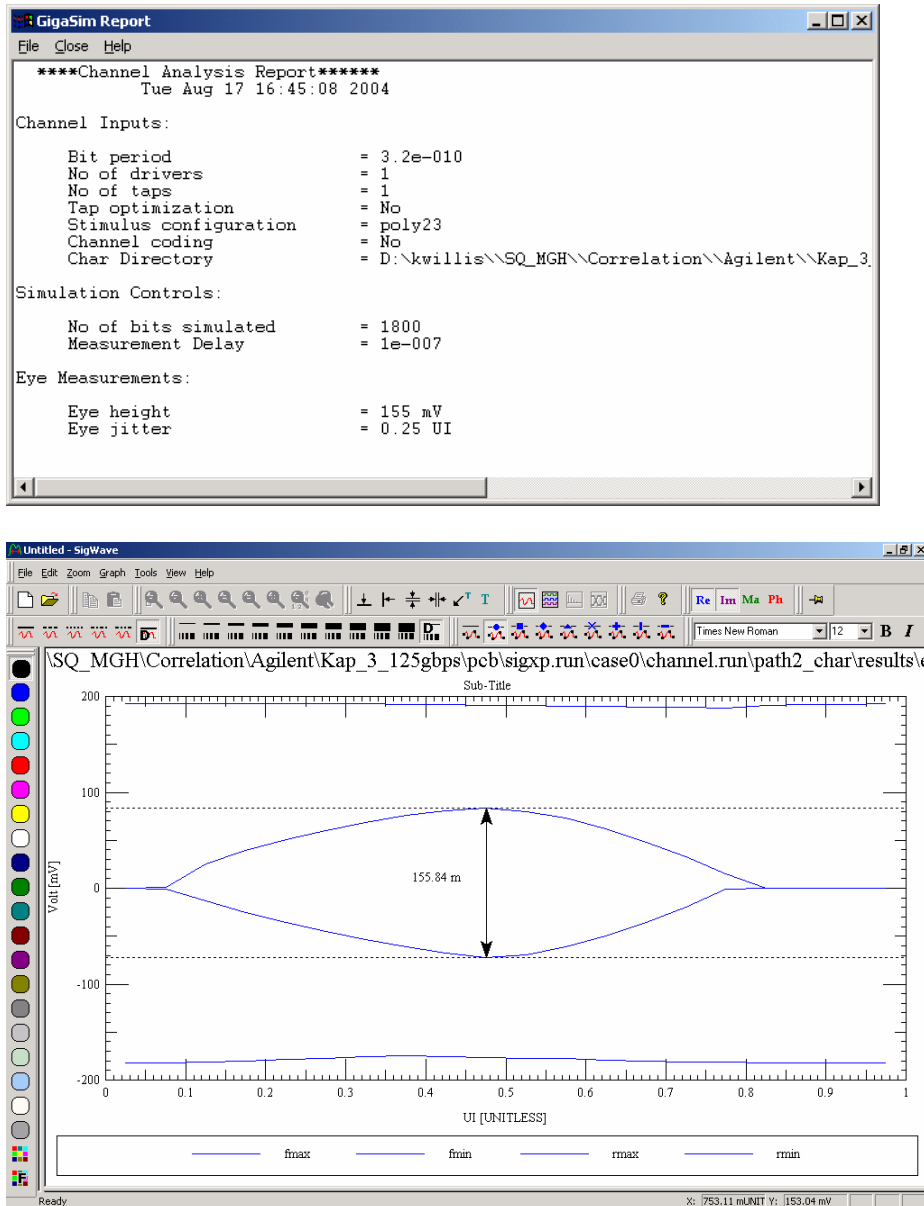 GigaSim Report
File Close Help
****Channel Analysis Report******
Tue Aug 17 16:45:08 2004
Channel Inputs:
Bit period = 3.2e-010
No of drivers = 1
No of taps = 1
Tap optimization = No
Stimulus configuration = poly23
Channel coding = No
Char Directory = D:\kwillis\\SQ_MGH\\Correlation\\Agilent\\Kap_3_
Simulation Controls:
No of bits simulated = 1800
Measurement Delay = 1e-007
Eye Measurements:
Eye height = 155 mV
Eye jitter = 0.25 UI
Untitled - SigWave
File Edit Zoom Graph Tools View Help
T T Re Im Ma Ph
D D Times New Roman 12 B I
\SQ_MGH\Correlation\Agilent\Kap_3_125gbps\pcb\sigxp.run\case0\channel.run\path2_char\results\e
Sub-Title
200
100
0
-100
-200
Volt [mV]
155.84 m
0 0.1 0.2 0.3 0.4 0.5 0.6 0.7 0.8 0.9 1
UI [UNITLESS]
fmax fmin rmax rmin
F
Ready X: 753.11 mUNIT Y: 153.04 mV